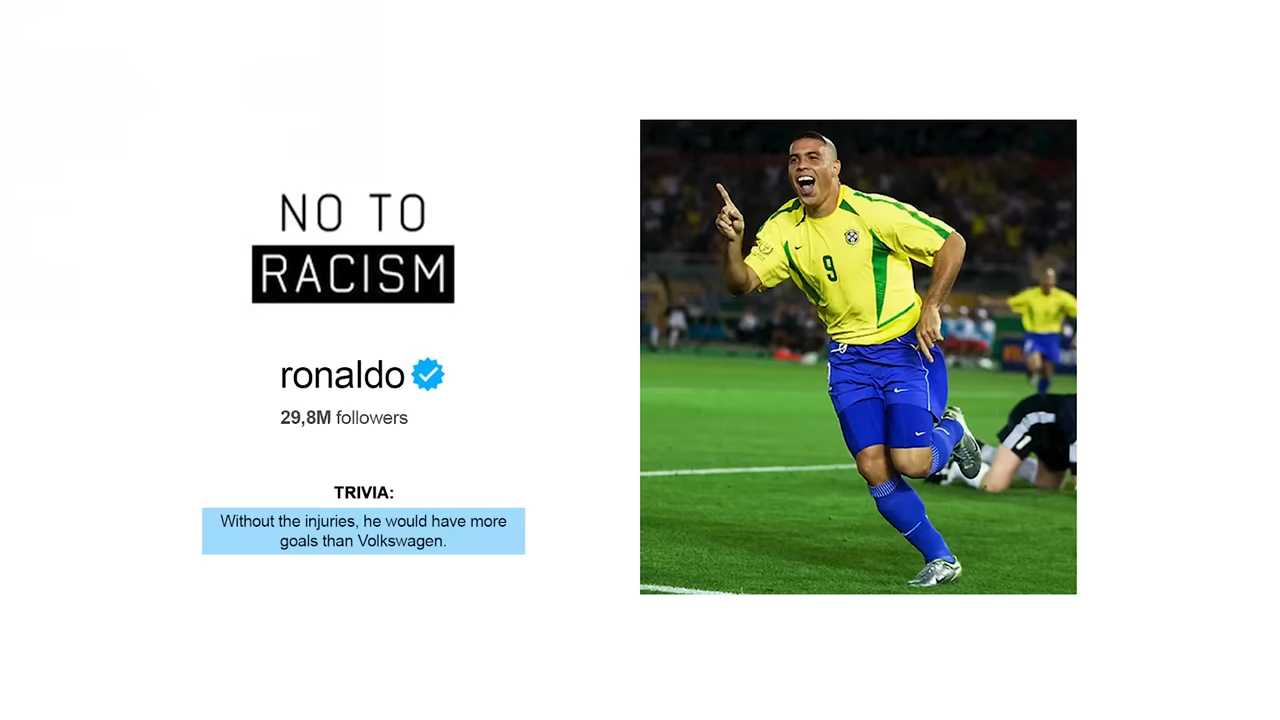 NO TO
RACISM
ronaldo
29,8M followers
TRIVIA:
Without the injuries, he would have more
goals than Volkswagen.
9